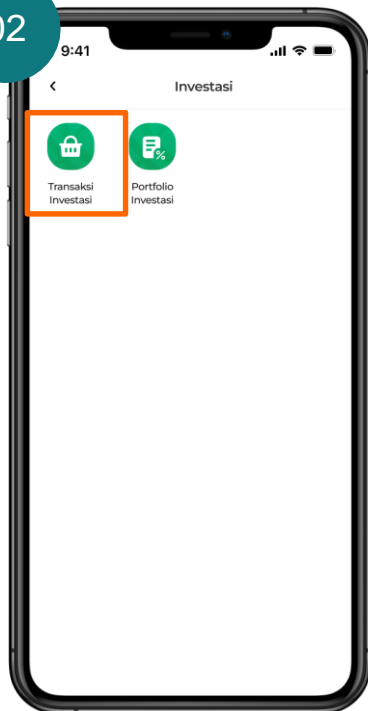 02
9:41
Investasi
Transaksi
Investasi
Portfolio
Investasi